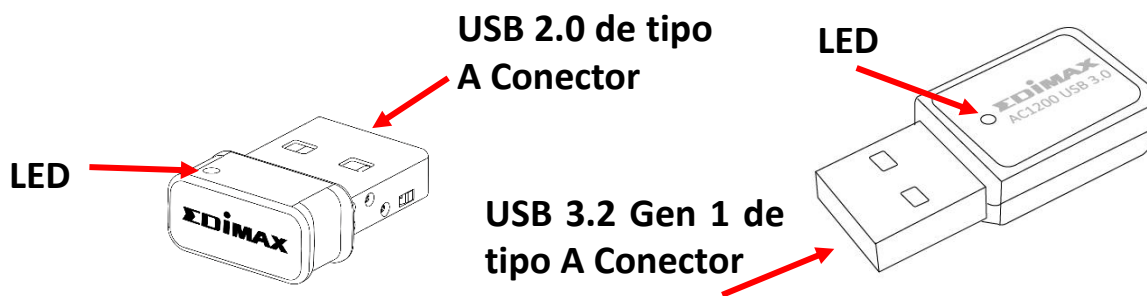 USB 2.0 de tipo
A Conector
LED
EDIMAX
LED
EDIMAX
AC1200 USB 3.0
USB 3.2 Gen 1 de
tipo A Conector